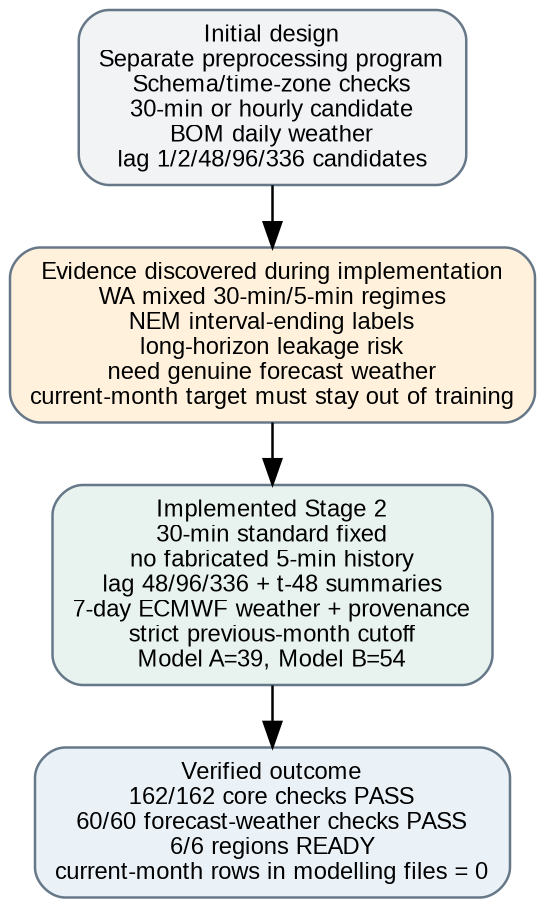 Initial design
Separate preprocessing program
Schema/time-zone checks
30-min or hourly candidate
BOM daily weather
lag 1/2/48/96/336 candidates
Evidence discovered during implementation
WA mixed 30-min/5-min regimes
NEM interval-ending labels
long-horizon leakage risk
need genuine forecast weather
current-month target must stay out of training
Implemented Stage 2
30-min standard fixed
no fabricated 5-min history
lag 48/96/336 + t-48 summaries
7-day ECMWF weather + provenance
strict previous-month cutoff
Model A=39, Model B=54
Verified outcome
162/162 core checks PASS
60/60 forecast-weather checks PASS
6/6 regions READY
current-month rows in modelling files = 0